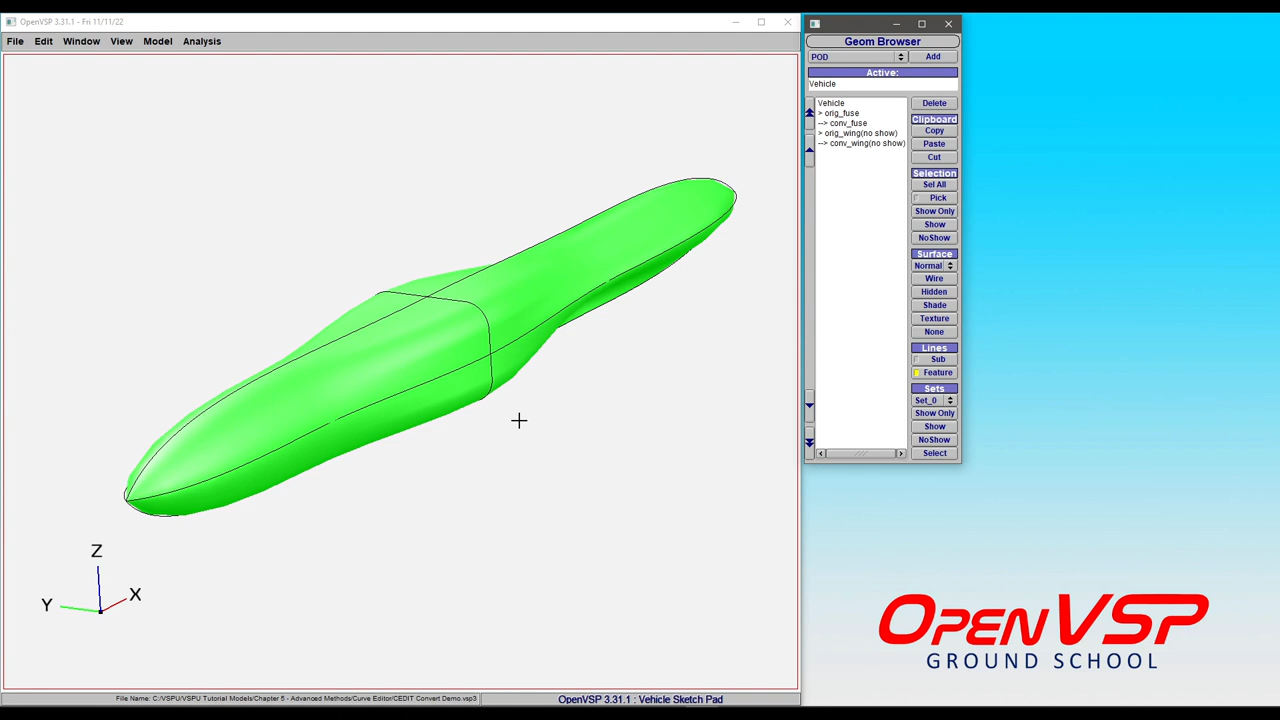 OpenVSP 3.31.1 - Fri 11/11/22
File Edit Window View Model Analysis
Z
Y
X
File Name: C:/VSPU/VSPU Tutorial Models/Chapter 5 - Advanced Methods/Curve Editor/CEDIT Convert Demo.vsp3
OpenVSP 3.31.1 : Vehicle Sketch Pad
Geom Browser
POD Add
Active:
Vehicle
Vehicle
> orig_fuse
--> conv_fuse
> orig_wing(no show)
--> conv_wing(no show)
Delete
Clipboard
Copy
Paste
Cut
Selection
Sel All
Pick
Show Only
Show
NoShow
Surface
Normal
Wire
Hidden
Shade
Texture
None
Lines
Sub
Feature
Sets
Set_0
Show Only
Show
NoShow
Select
OpenVSP
GROUND SCHOOL